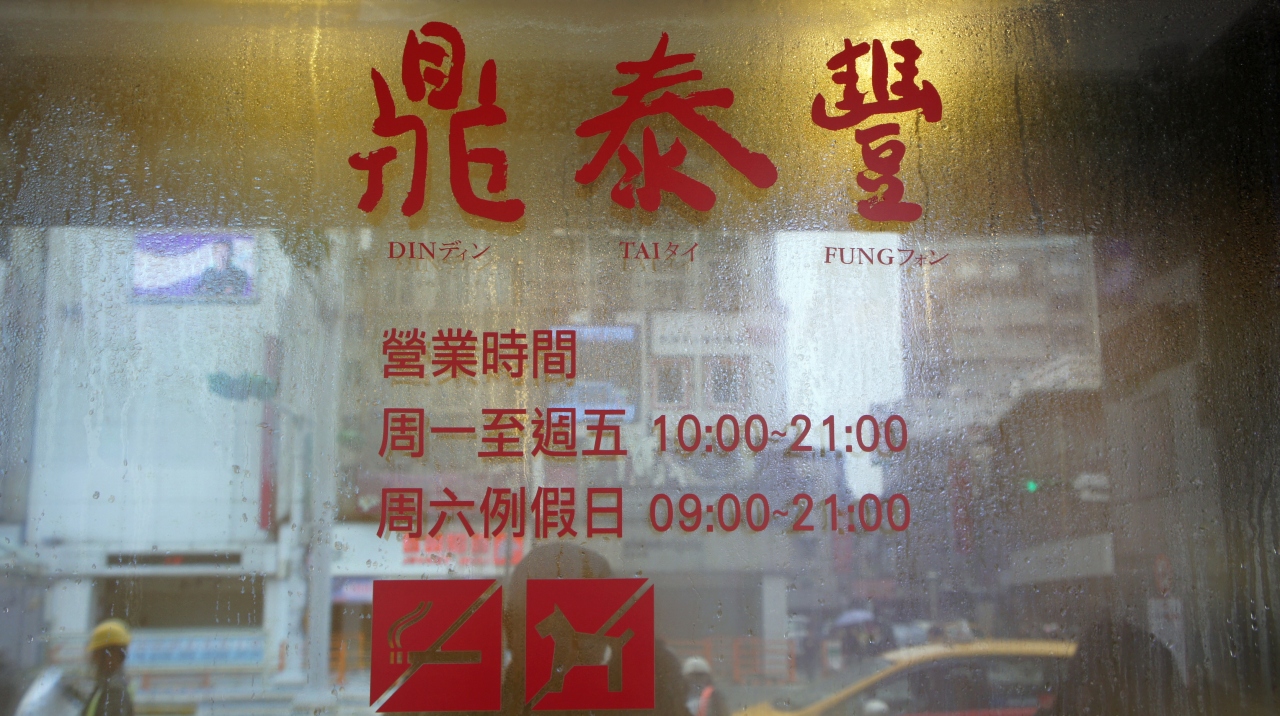 鼎泰豐
DINディン TAIタイ FUNGフォン
營業時間
周一至週五 10:00~21:00
周六例假日 09:00~21:00